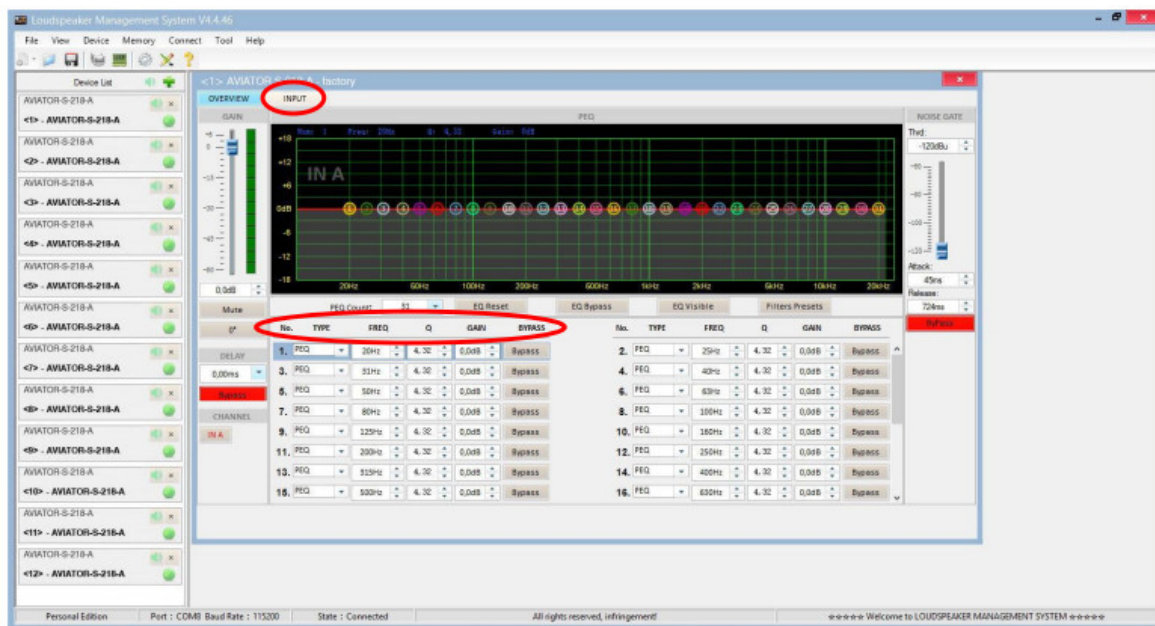 Loudspeaker Management System V4.4.46
File View Device Memory Connect Tool Help
Device List
AVIATOR-S-218-A
<1> - AVIATOR-S-218-A
AVIATOR-S-218-A
<2> - AVIATOR-S-218-A
AVIATOR-S-218-A
<3> - AVIATOR-S-218-A
AVIATOR-S-218-A
<4> - AVIATOR-S-218-A
AVIATOR-S-218-A
<5> - AVIATOR-S-218-A
AVIATOR-S-218-A
<6> - AVIATOR-S-218-A
AVIATOR-S-218-A
<7> - AVIATOR-S-218-A
AVIATOR-S-218-A
<8> - AVIATOR-S-218-A
AVIATOR-S-218-A
<9> - AVIATOR-S-218-A
AVIATOR-S-218-A
<10> - AVIATOR-S-218-A
AVIATOR-S-218-A
<11> - AVIATOR-S-218-A
AVIATOR-S-218-A
<12> - AVIATOR-S-218-A
<1> AVIATOR-S-218-A - factory
OVERVIEW INPUT
GAIN
0,0dB
Mute
0°
DELAY
0,00ms
Bypass
CHANNEL
IN A
PEQ
Num: 1 Freq: 20Hz Q: 4,32 Gain: 0dB
IN A
+18
+12
+6
0dB
-6
-12
-18
20Hz 50Hz 100Hz 200Hz 500Hz 1kHz 2kHz 5kHz 10kHz 20kHz
PEQ Count: 31 EQ Reset EQ Bypass EQ Visible Filters Presets
No. TYPE FREQ Q GAIN BYPASS No. TYPE FREQ Q GAIN BYPASS
1. PEQ 20Hz 4,32 0,0dB Bypass 2. PEQ 25Hz 4,32 0,0dB Bypass
3. PEQ 31Hz 4,32 0,0dB Bypass 4. PEQ 40Hz 4,32 0,0dB Bypass
5. PEQ 50Hz 4,32 0,0dB Bypass 6. PEQ 63Hz 4,32 0,0dB Bypass
7. PEQ 80Hz 4,32 0,0dB Bypass 8. PEQ 100Hz 4,32 0,0dB Bypass
9. PEQ 125Hz 4,32 0,0dB Bypass 10. PEQ 160Hz 4,32 0,0dB Bypass
11. PEQ 200Hz 4,32 0,0dB Bypass 12. PEQ 250Hz 4,32 0,0dB Bypass
13. PEQ 315Hz 4,32 0,0dB Bypass 14. PEQ 400Hz 4,32 0,0dB Bypass
15. PEQ 500Hz 4,32 0,0dB Bypass 16. PEQ 630Hz 4,32 0,0dB Bypass
NOISE GATE
Thrd:
-120dBu
Attack:
45ms
Release:
724ms
Bypass
Personal Edition Port : COM8 Baud Rate : 115200 State : Connected All rights reserved, infringement! Welcome to LOUDSPEAKER MANAGEMENT SYSTEM